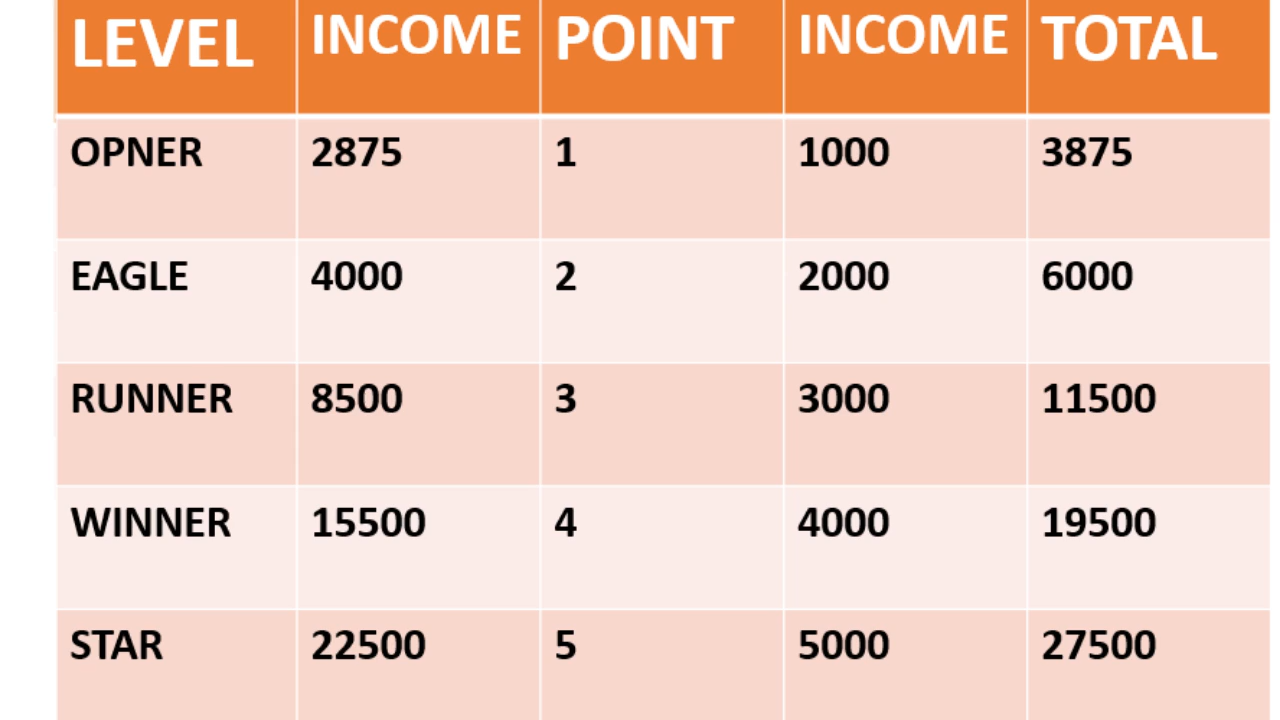 LEVEL INCOME POINT INCOME TOTAL
OPNER 2875 1 1000 3875
EAGLE 4000 2 2000 6000
RUNNER 8500 3 3000 11500
WINNER 15500 4 4000 19500
STAR 22500 5 5000 27500